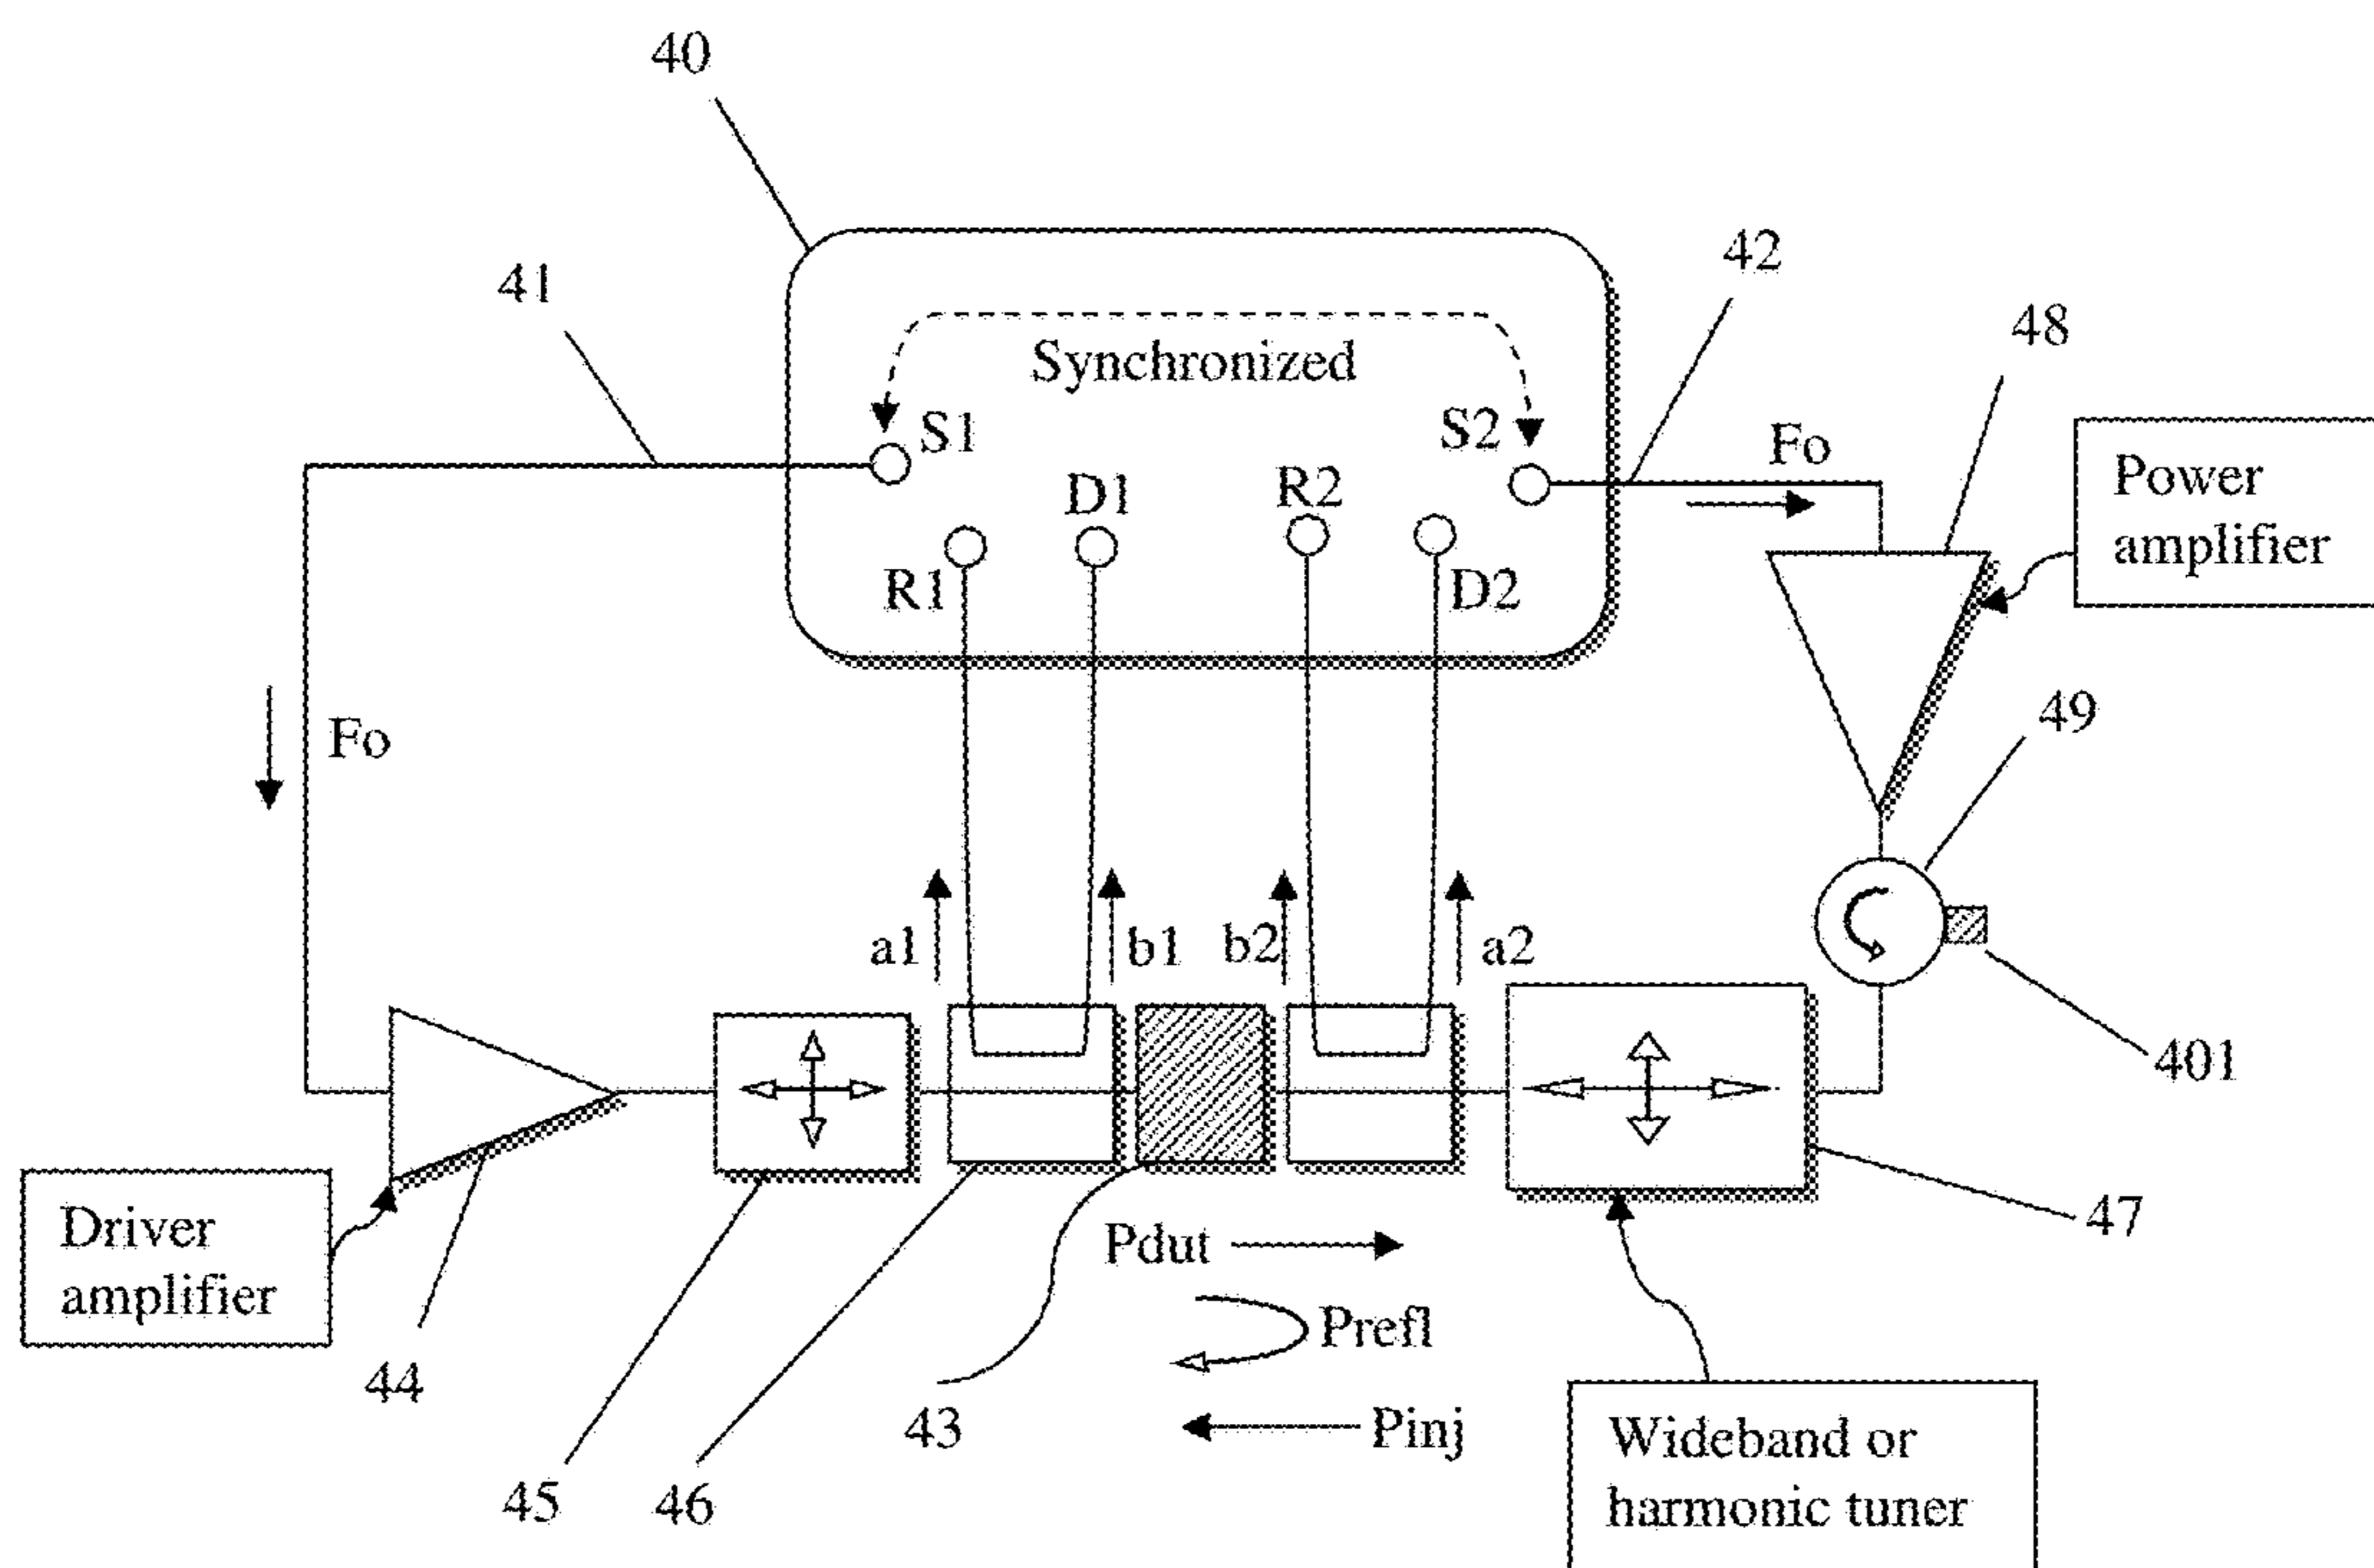 40
41
42
48
Synchronized
S1
S2
Fo
D1
R2
R1
D2
Power
amplifier
Fo
49
a1
b1
b2
a2
401
Driver
amplifier
Pdut
47
Prefl
44
43
Pinj
45
46
Wideband or
harmonic tuner